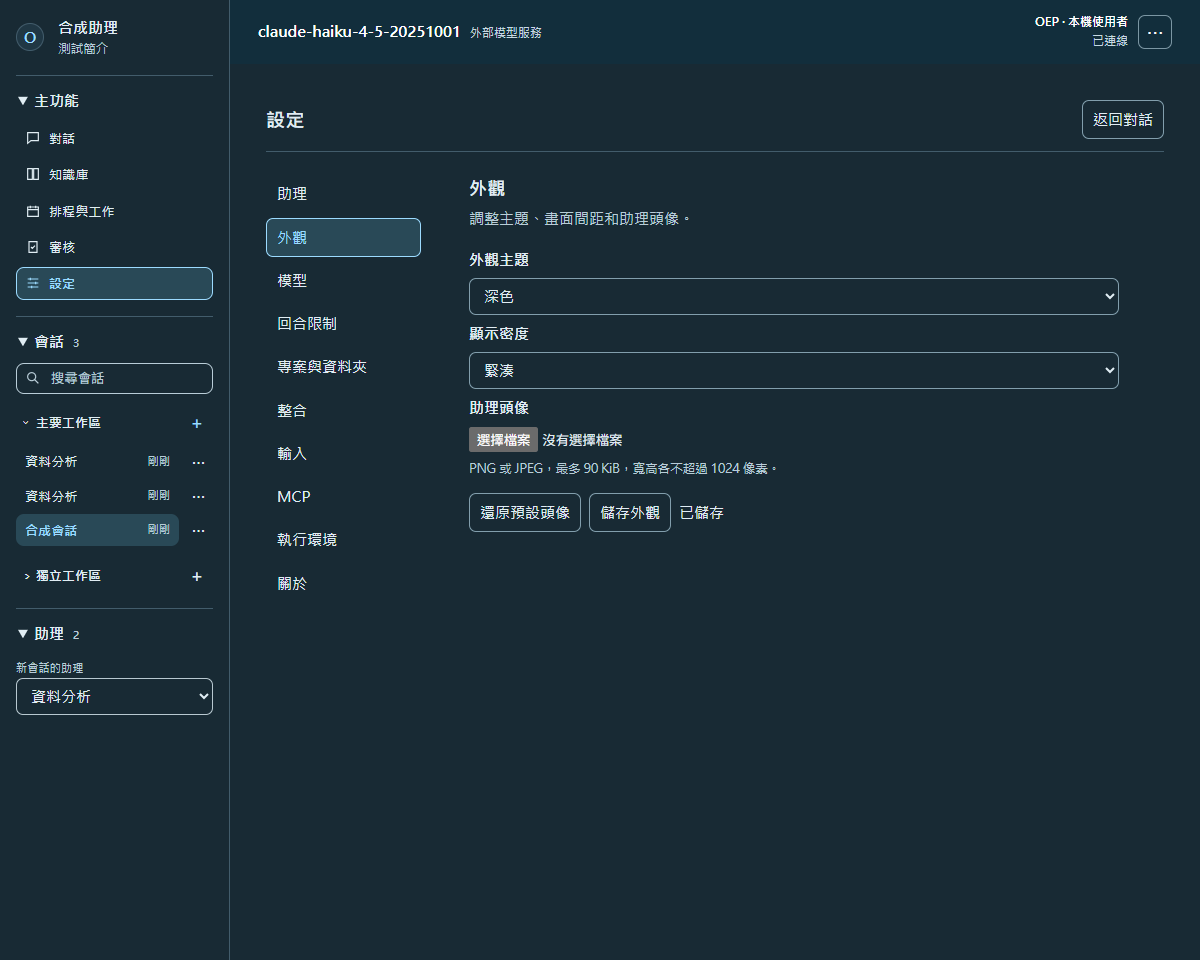 O
合成助理
測試簡介
▼ 主功能
對話
知識庫
排程與工作
審核
設定
▼ 會話 3
搜尋會話
主要工作區 +
資料分析 剛剛 …
資料分析 剛剛 …
合成會話 剛剛 …
獨立工作區 +
▼ 助理 2
新會話的助理
資料分析
claude-haiku-4-5-20251001 外部模型服務
OEP · 本機使用者
已連線
…
設定
返回對話
助理
外觀
模型
回合限制
專案與資料夾
整合
輸入
MCP
執行環境
關於
外觀
調整主題、畫面間距和助理頭像。
外觀主題
深色
顯示密度
緊湊
助理頭像
選擇檔案 沒有選擇檔案
PNG 或 JPEG，最多 90 KiB，寬高各不超過 1024 像素。
還原預設頭像 儲存外觀 已儲存